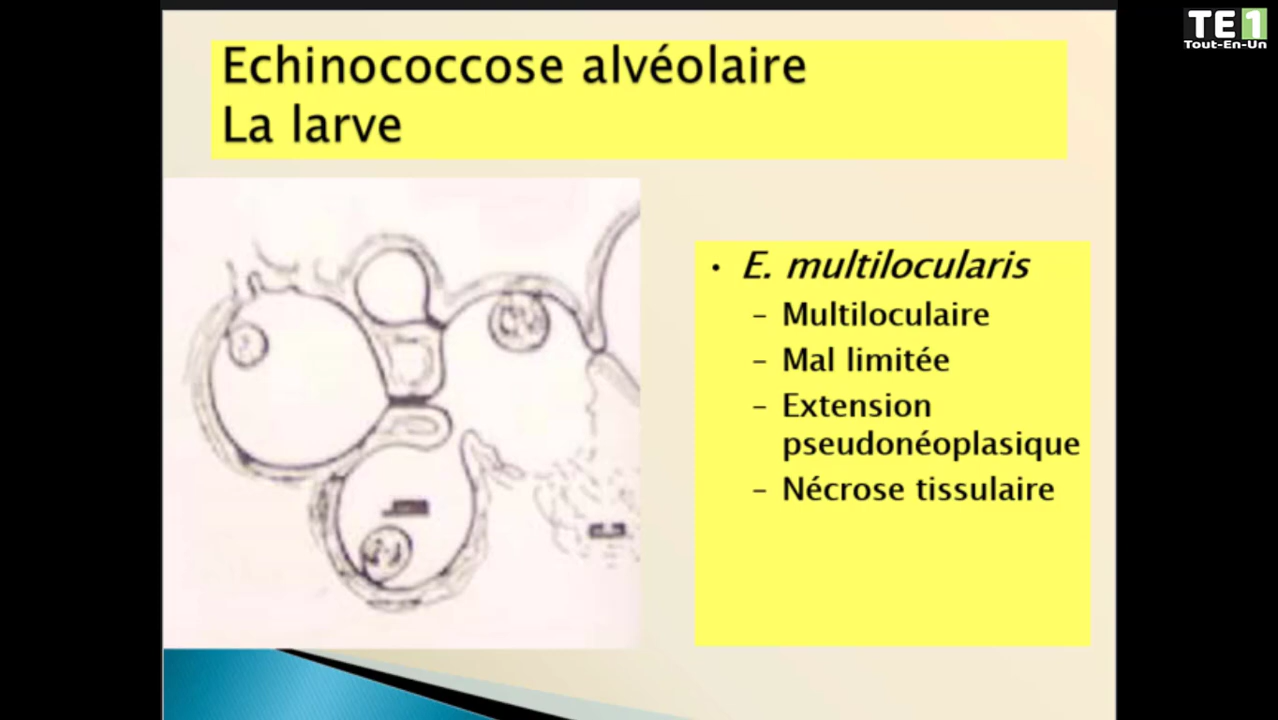 TE1
Tout-En-Un
Echinococcose alvéolaire
La larve
• E. multilocularis
– Multiloculaire
– Mal limitée
– Extension
pseudonéoplasique
– Nécrose tissulaire